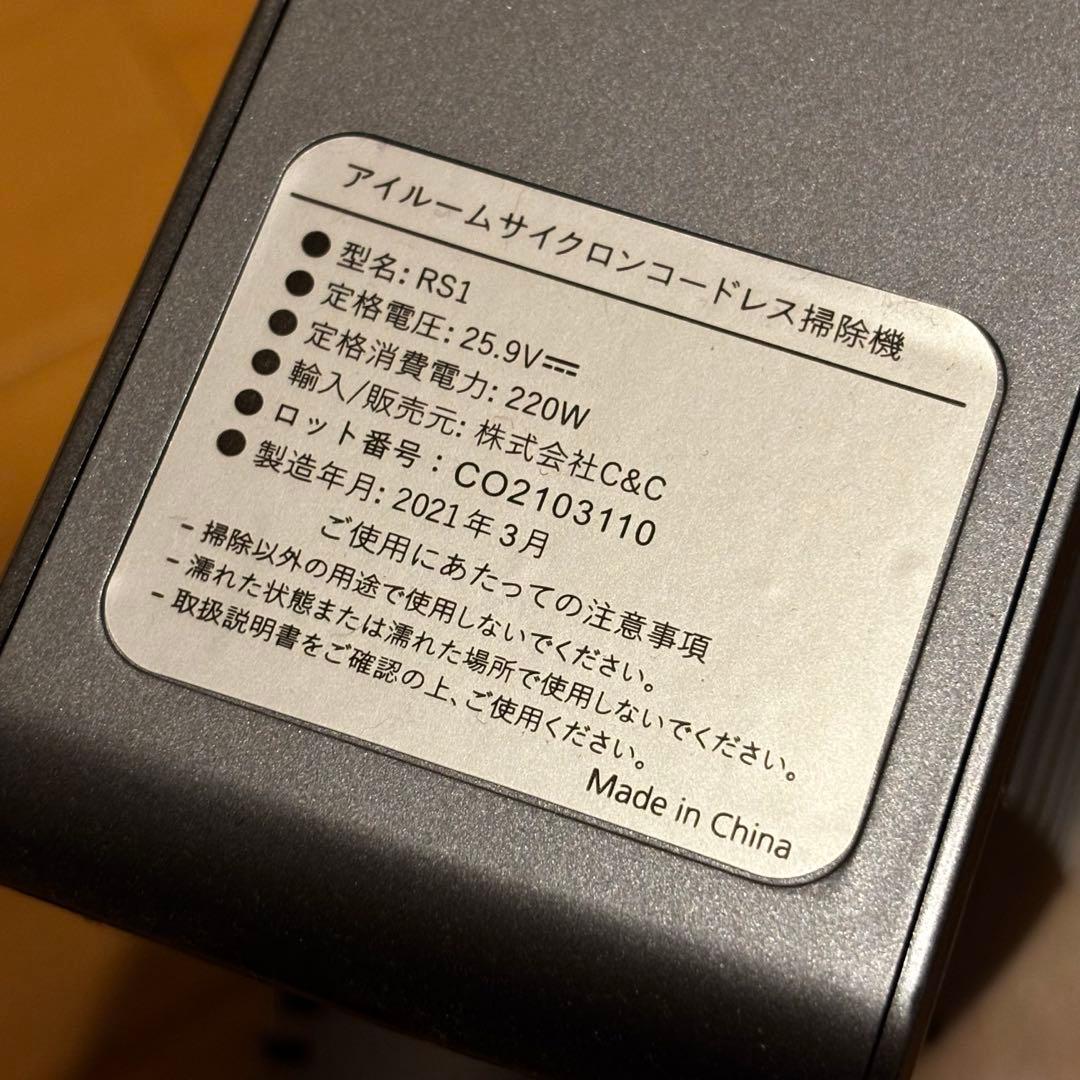 アイルームサイクロンコードレス掃除機
●型名: RS1
●定格電圧: 25.9V⎓
●定格消費電力: 220W
●輸入/販売元: 株式会社C&C
●ロット番号：CO2103110
●製造年月: 2021年3月
ご使用にあたっての注意事項
- 掃除以外の用途で使用しないでください。
- 濡れた状態または濡れた場所で使用しないでください。
- 取扱説明書をご確認の上、ご使用ください。
Made in China